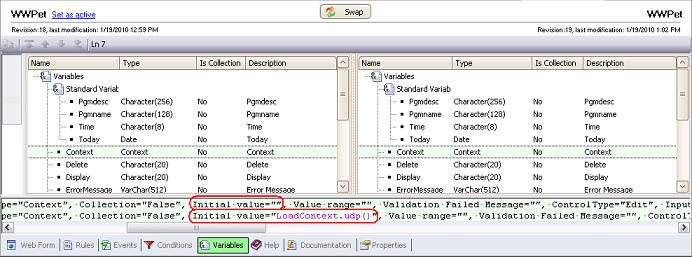 WWPet Set as active
Swap
WWPet
Revision:18, last modification: 1/19/2010 12:59 PM
Revision:19, last modification: 1/19/2010 1:02 PM
Ln 7
Name Type Is Collection Description
Variables
Standard Variat
Pgmdesc Character(256) No Pgmdesc
Pgmname Character(128) No Pgmname
Time Character(8) No Time
Today Date No Today
Context Context No Context
Delete Character(20) No Delete
Display Character(20) No Display
ErrorMessage VarChar(512) No Error Message
Name Type Is Collection Description
Variables
Standard Variat
Pgmdesc Character(256) No Pgmdesc
Pgmname Character(128) No Pgmname
Time Character(8) No Time
Today Date No Today
Context Context No Context
Delete Character(20) No Delete
Display Character(20) No Display
ErrorMessage VarChar(512) No Error Message
pe="Context", Collection="False", Initial value="", Value range="", Validation Failed Message="", ControlType="Edit", Input
pe="Context", Collection="False", Initial value="LoadContext.udp()", Value range="", Validation Failed Message="", ControlT
Web Form Rules Events Conditions Variables Help Documentation Properties